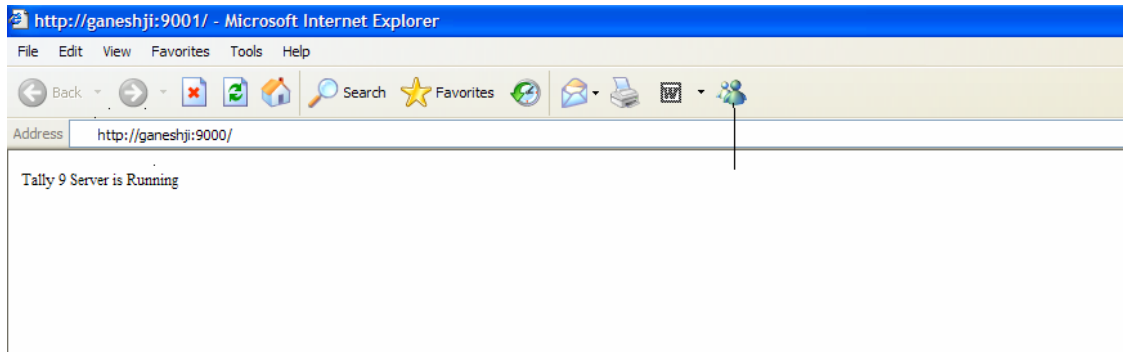 http://ganeshji:9001/ - Microsoft Internet Explorer
File Edit View Favorites Tools Help
Back Search Favorites W
Address http://ganeshji:9000/
Tally 9 Server is Running